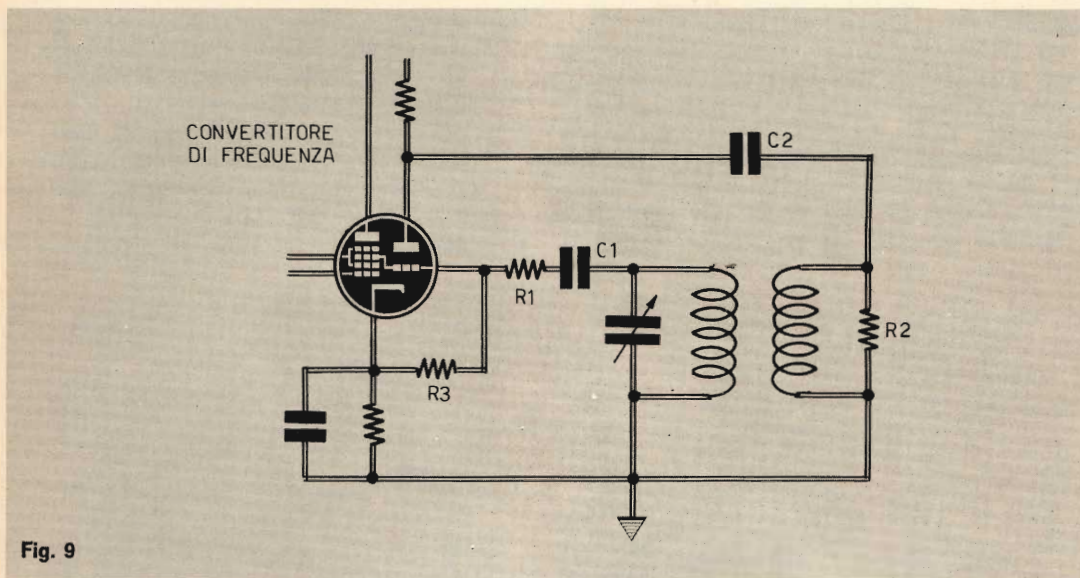 CONVERTITORE
DI FREQUENZA
C2
C1
R1
R2
R3
Fig. 9